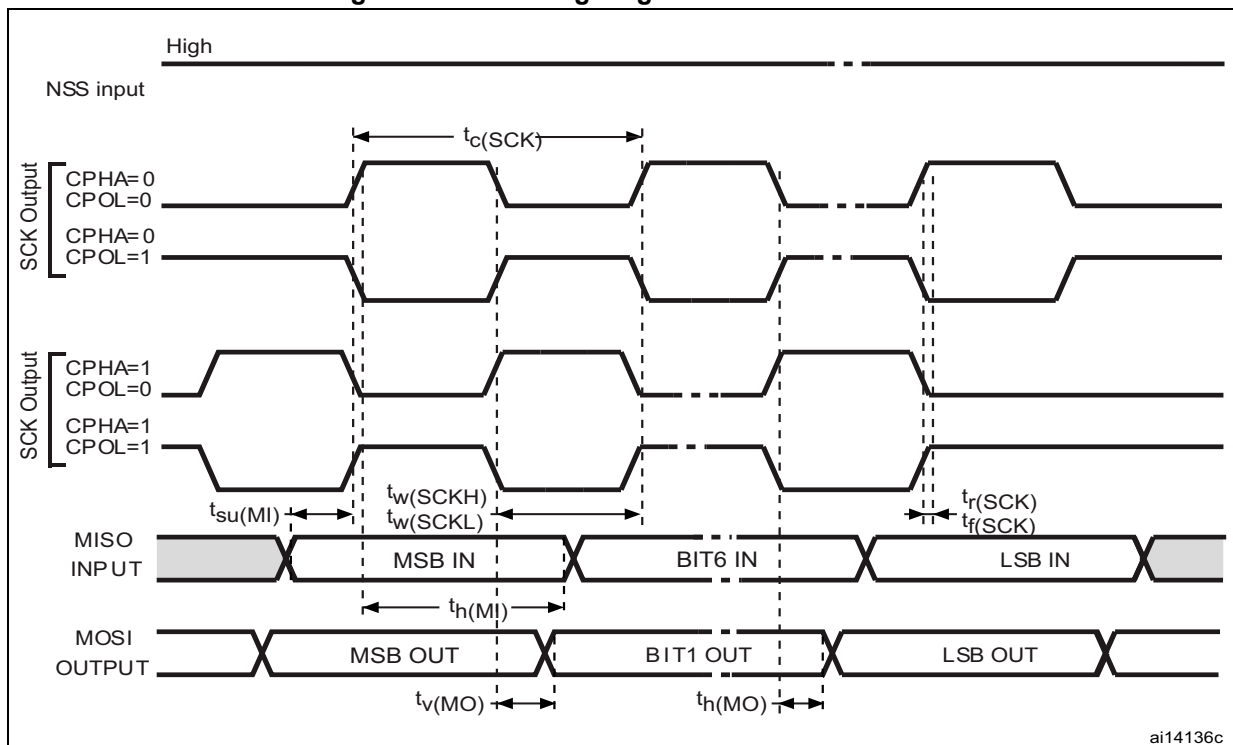 High
NSS input
tc(SCK)
SCK Output
CPHA=0
CPOL=0
CPHA=0
CPOL=1
SCK Output
CPHA=1
CPOL=0
CPHA=1
CPOL=1
tw(SCKH)
tw(SCKL)
tr(SCK)
tf(SCK)
tsu(MI)
MISO
INPUT
MSB IN
BIT6 IN
LSB IN
th(MI)
MOSI
OUTPUT
MSB OUT
BIT1 OUT
LSB OUT
tv(MO)
th(MO)
ai14136c